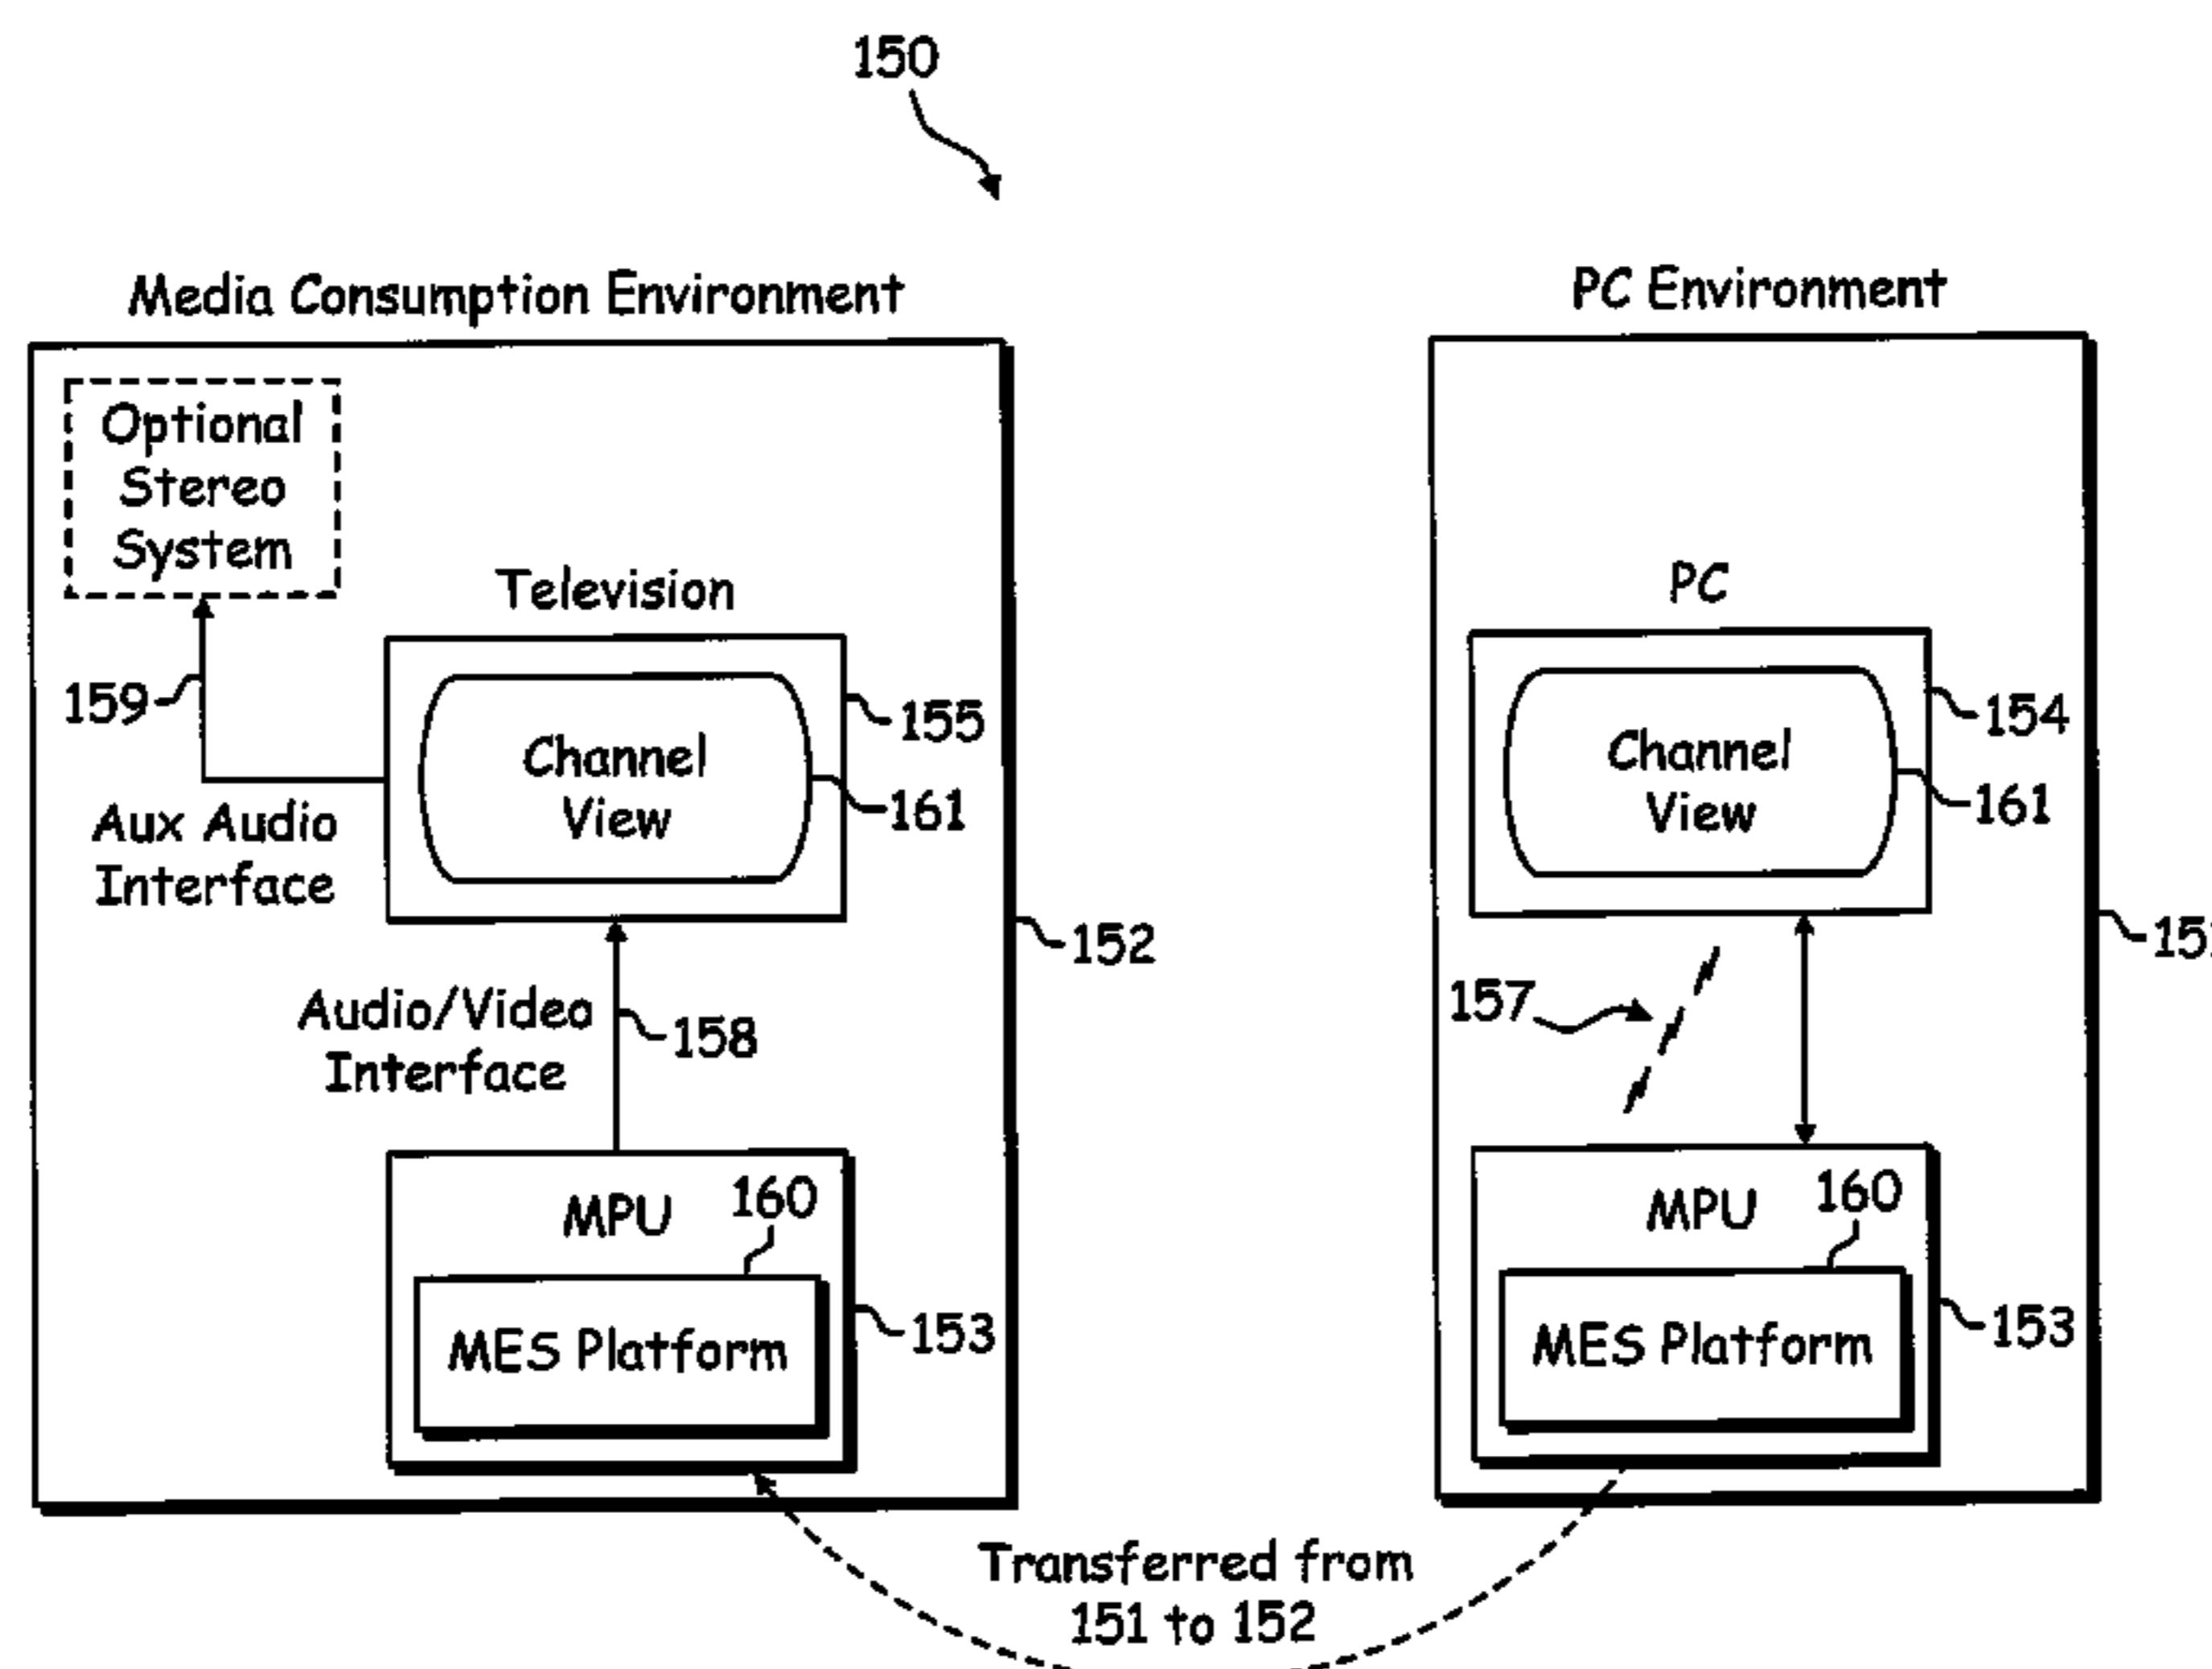 150
Media Consumption Environment
Optional
Stereo
System
159
Aux Audio
Interface
Television
Channel
View
155
161
152
Audio/Video
Interface
158
MPU
160
MES Platform
153
PC Environment
PC
Channel
View
154
161
157
MPU
160
MES Platform
153
Transferred from
151 to 152